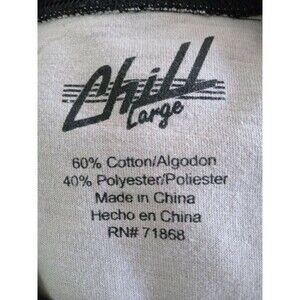 Chill
Large
60% Cotton/Algodon
40% Polyester/Poliester
Made in China
Hecho en China
RN# 71868